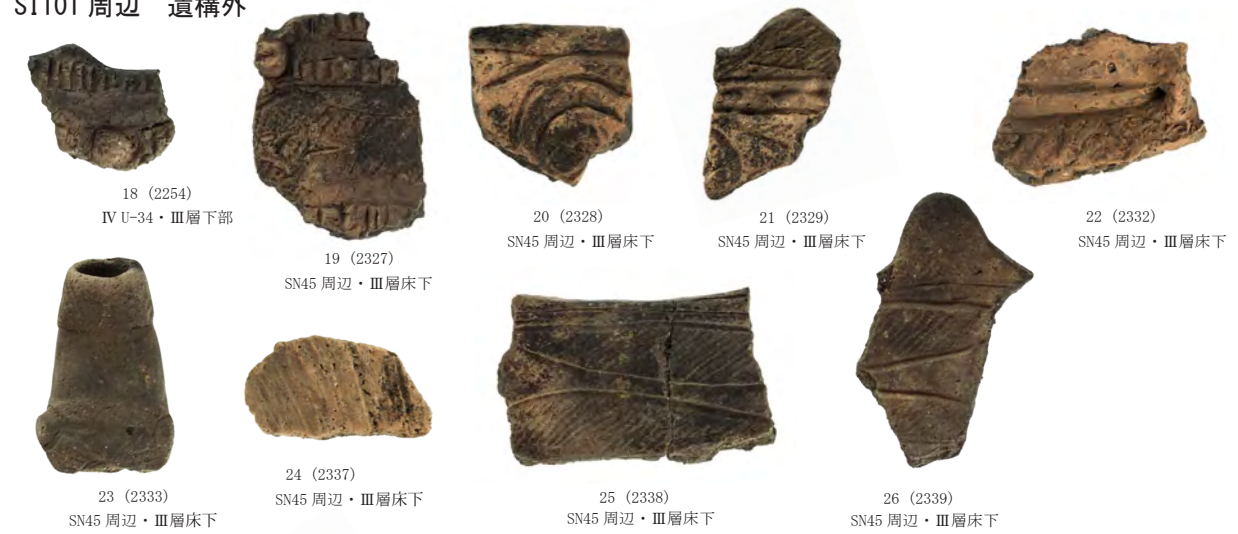 SI101 周辺 遺構外
18 (2254)
Ⅳ U-34・Ⅲ層下部
19 (2327)
SN45 周辺・Ⅲ層床下
20 (2328)
SN45 周辺・Ⅲ層床下
21 (2329)
SN45 周辺・Ⅲ層床下
22 (2332)
SN45 周辺・Ⅲ層床下
23 (2333)
SN45 周辺・Ⅲ層床下
24 (2337)
SN45 周辺・Ⅲ層床下
25 (2338)
SN45 周辺・Ⅲ層床下
26 (2339)
SN45 周辺・Ⅲ層床下